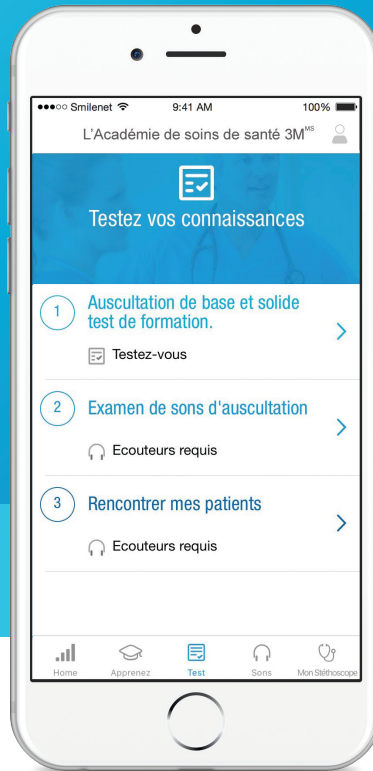 Smilenet 9:41 AM 100%
L'Académie de soins de santé 3M MS
Testez vos connaissances
1 Auscultation de base et solide
test de formation.
Testez-vous
2 Examen de sons d'auscultation
Ecouteurs requis
3 Rencontrer mes patients
Ecouteurs requis
Home Apprenez Test Sons Mon Stéthoscope